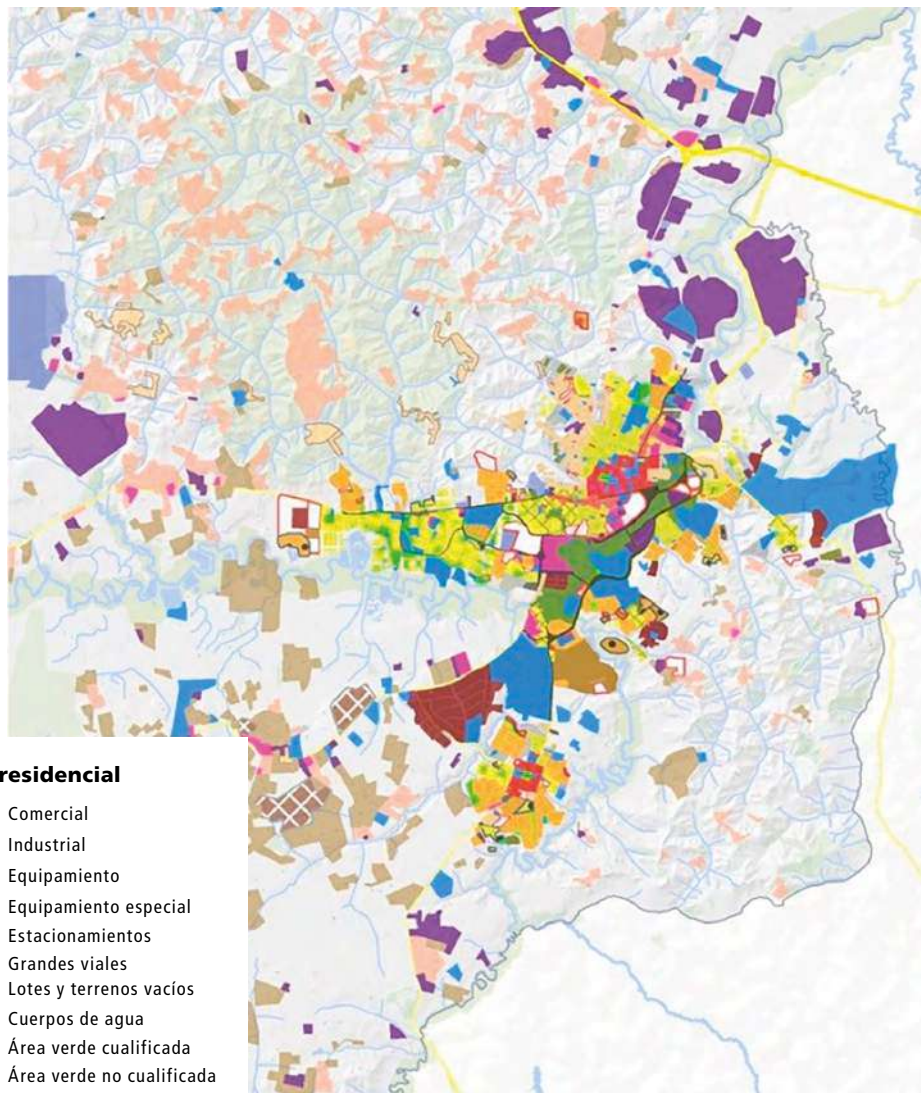 residencial
Comercial
Industrial
Equipamiento
Equipamiento especial
Estacionamientos
Grandes viales
Lotes y terrenos vacíos
Cuerpos de agua
Área verde cualificada
Área verde no cualificada